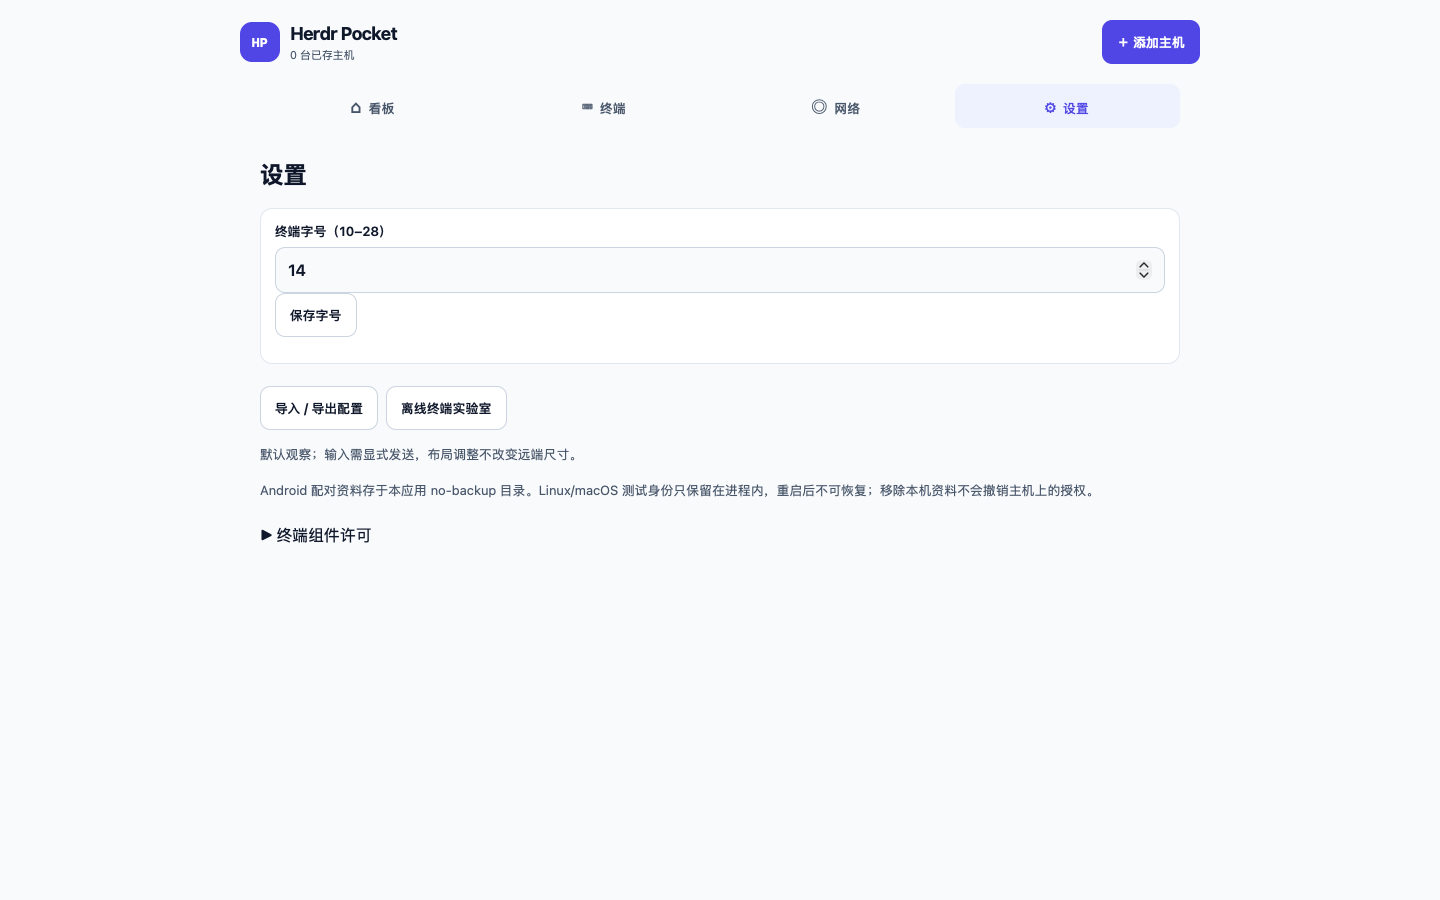 HP
Herdr Pocket
0 台已存主机
+ 添加主机
看板
终端
网络
设置
设置
终端字号（10–28）
14
保存字号
导入 / 导出配置
离线终端实验室
默认观察；输入需显式发送，布局调整不改变远端尺寸。
Android 配对资料存于本应用 no-backup 目录。Linux/macOS 测试身份只保留在进程内，重启后不可恢复；移除本机资料不会撤销主机上的授权。
终端组件许可